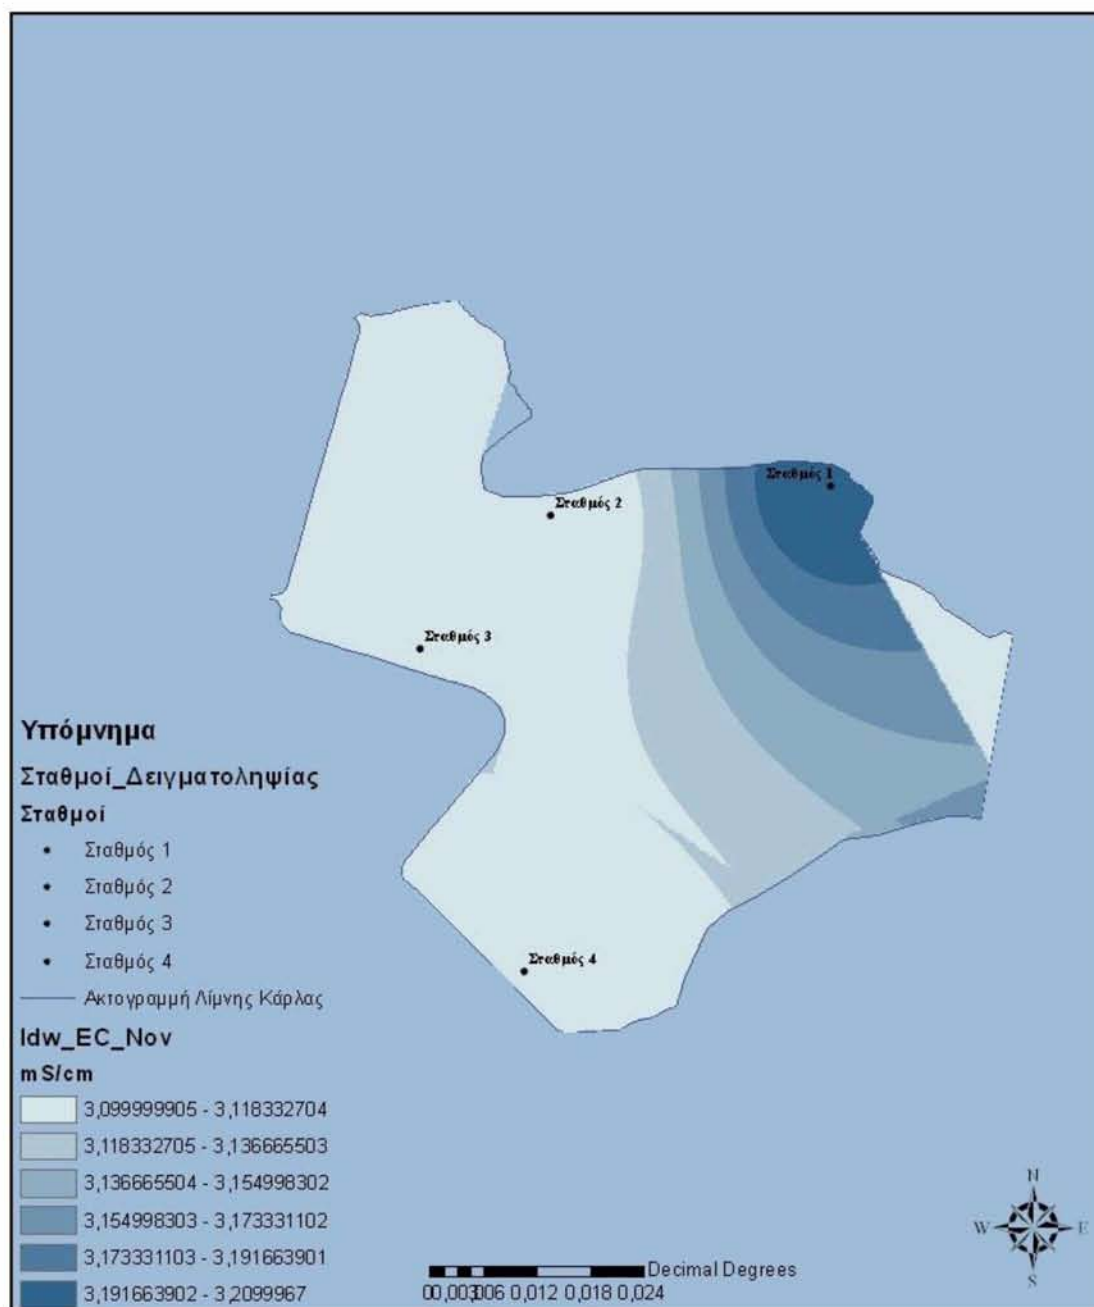 Σταθμός 1
Σταθμός 2
Σταθμός 3
Σταθμός 4
Υπόμνημα
Σταθμοί_Δειγματοληψίας
Σταθμοί
Σταθμός 1
Σταθμός 2
Σταθμός 3
Σταθμός 4
Ακτογραμμή Λίμνης Κάρλας
Idw_EC_Nov
mS/cm
3,099999905 - 3,118332704
3,118332705 - 3,136665503
3,136665504 - 3,154998302
3,154998303 - 3,173331102
3,173331103 - 3,191663901
3,191663902 - 3,2099967
N
W E
S
Decimal Degrees
0 0,003 0,006 0,012 0,018 0,024